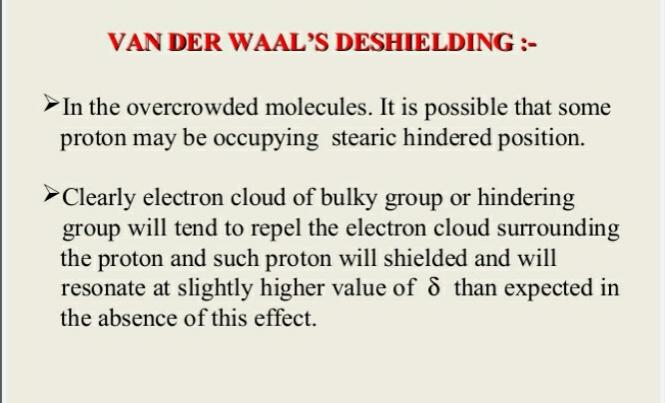 VAN DER WAAL'S DESHIELDING :-
➢In the overcrowded molecules. It is possible that some
proton may be occupying stearic hindered position.
➢Clearly electron cloud of bulky group or hindering
group will tend to repel the electron cloud surrounding
the proton and such proton will shielded and will
resonate at slightly higher value of δ than expected in
the absence of this effect.